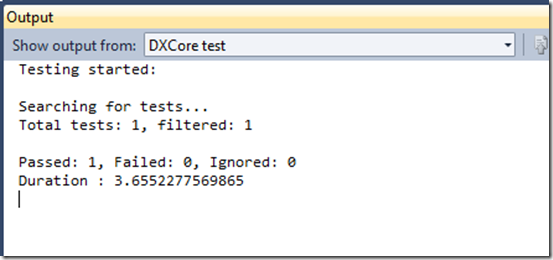 Output
Show output from: DXCore test
Testing started:
Searching for tests...
Total tests: 1, filtered: 1
Passed: 1, Failed: 0, Ignored: 0
Duration : 3.6552277569865